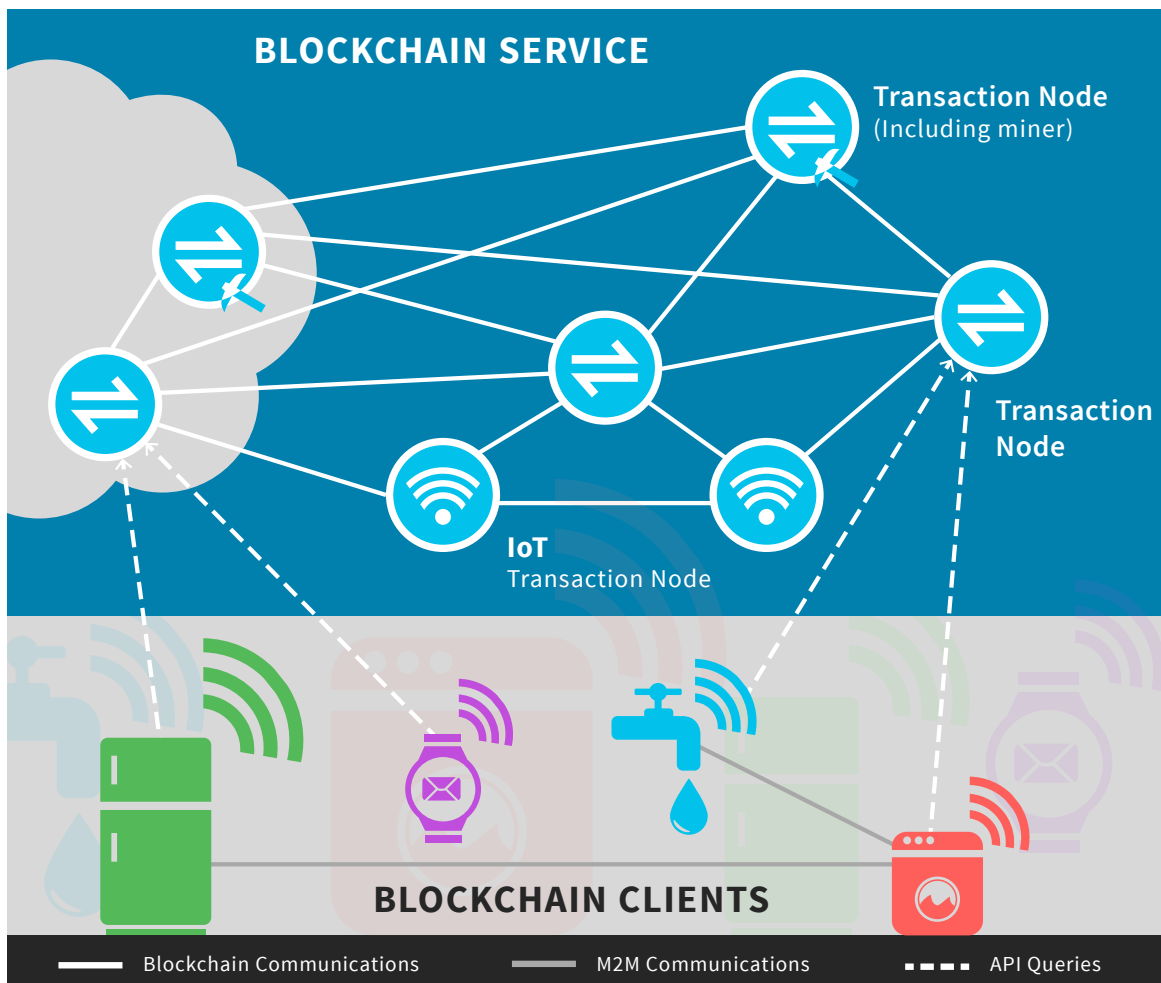 BLOCKCHAIN SERVICE
Transaction Node
(Including miner)
Transaction
Node
IoT
Transaction Node
BLOCKCHAIN CLIENTS
Blockchain Communications
M2M Communications
API Queries